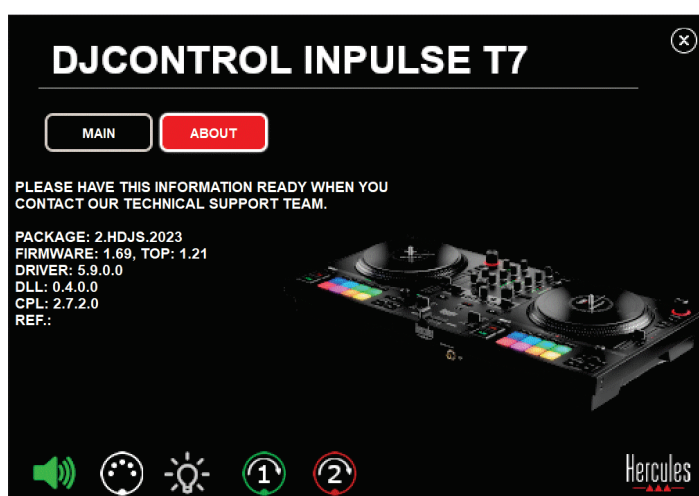 DJCONTROL INPULSE T7
MAIN
ABOUT
PLEASE HAVE THIS INFORMATION READY WHEN YOU
CONTACT OUR TECHNICAL SUPPORT TEAM.
PACKAGE: 2.HDJS.2023
FIRMWARE: 1.69, TOP: 1.21
DRIVER: 5.9.0.0
DLL: 0.4.0.0
CPL: 2.7.2.0
REF.:
1
2
Hercules